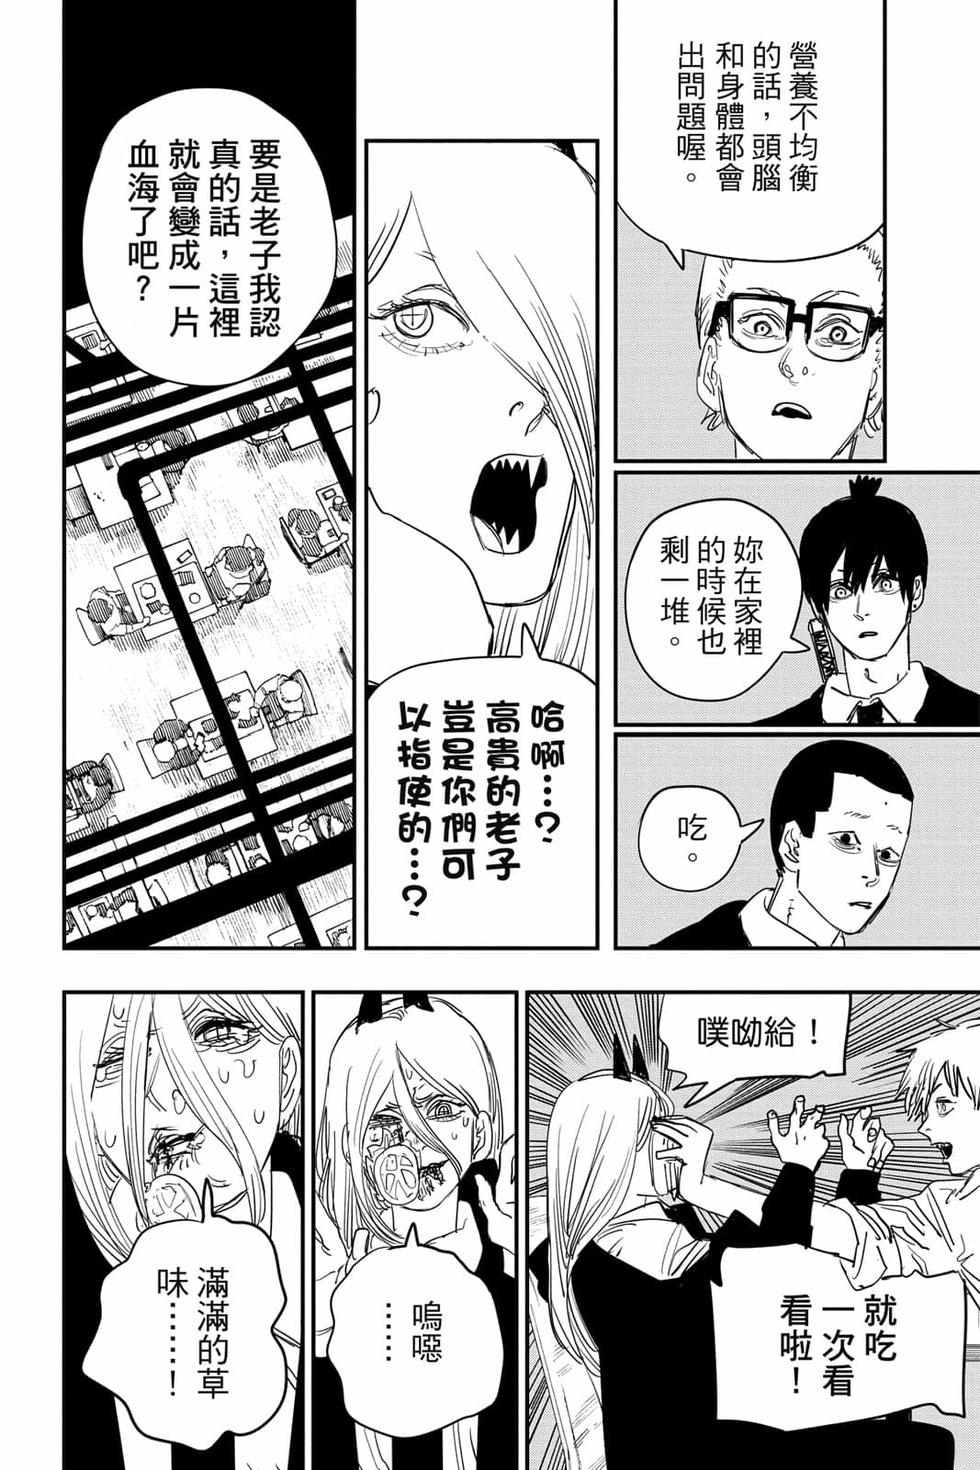 營養不均衡
的話，頭腦
和身體都會
出問題喔。
妳在家裡
的時候也
剩一堆。
吃。
哈啊…？
高貴的老子
豈是你們可
以指使的…？
要是老子我認
真的話，這裡
就會變成一片
血海了吧？
噗呦給！
就吃
一次看
看啦！
嗚噁
……
滿滿的草
味……！